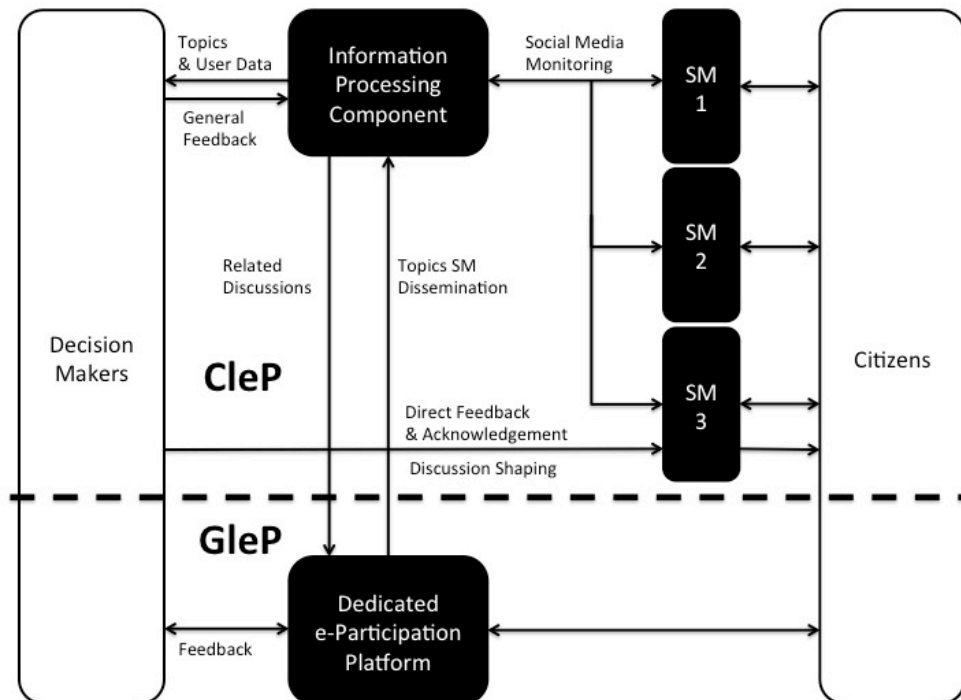 Topics
& User Data
General
Feedback
Information
Processing
Component
Social Media
Monitoring
SM
1
SM
2
SM
3
Related
Discussions
Topics SM
Dissemination
Decision
Makers
CleP
Citizens
Direct Feedback
& Acknowledgement
Discussion Shaping
GleP
Dedicated
e-Participation
Platform
Feedback